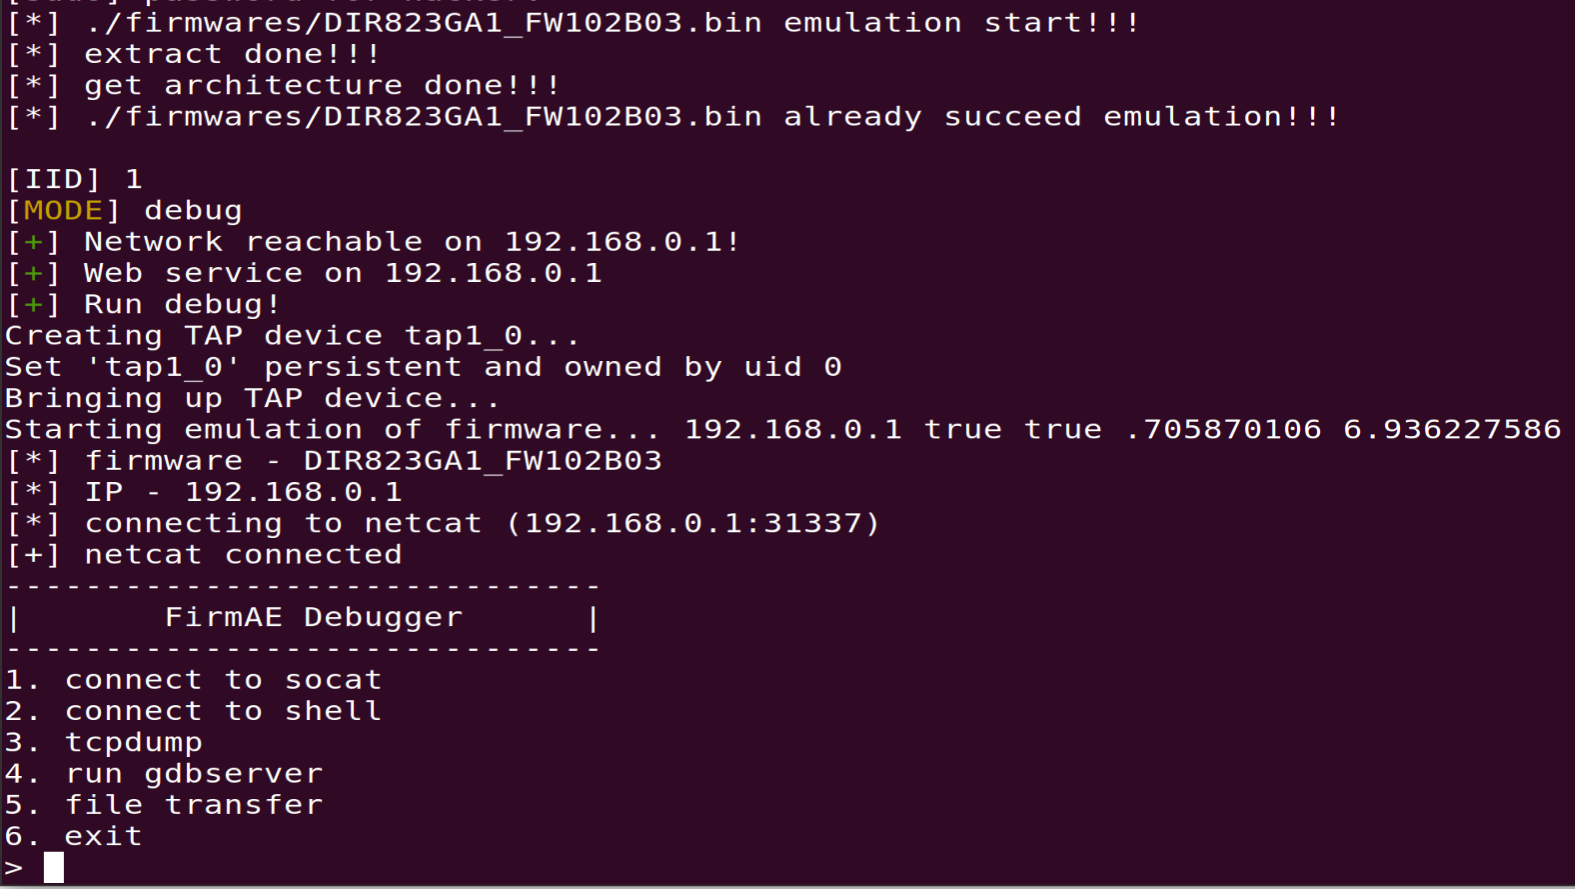 [*] ./firmwares/DIR823GA1_FW102B03.bin emulation start!!!
[*] extract done!!!
[*] get architecture done!!!
[*] ./firmwares/DIR823GA1_FW102B03.bin already succeed emulation!!!
[IID] 1
[MODE] debug
[+] Network reachable on 192.168.0.1!
[+] Web service on 192.168.0.1
[+] Run debug!
Creating TAP device tap1_0...
Set 'tap1_0' persistent and owned by uid 0
Bringing up TAP device...
Starting emulation of firmware... 192.168.0.1 true true .705870106 6.936227586
[*] firmware - DIR823GA1_FW102B03
[*] IP - 192.168.0.1
[*] connecting to netcat (192.168.0.1:31337)
[+] netcat connected
------------------------------
|       FirmAE Debugger      |
------------------------------
1. connect to socat
2. connect to shell
3. tcpdump
4. run gdbserver
5. file transfer
6. exit
>